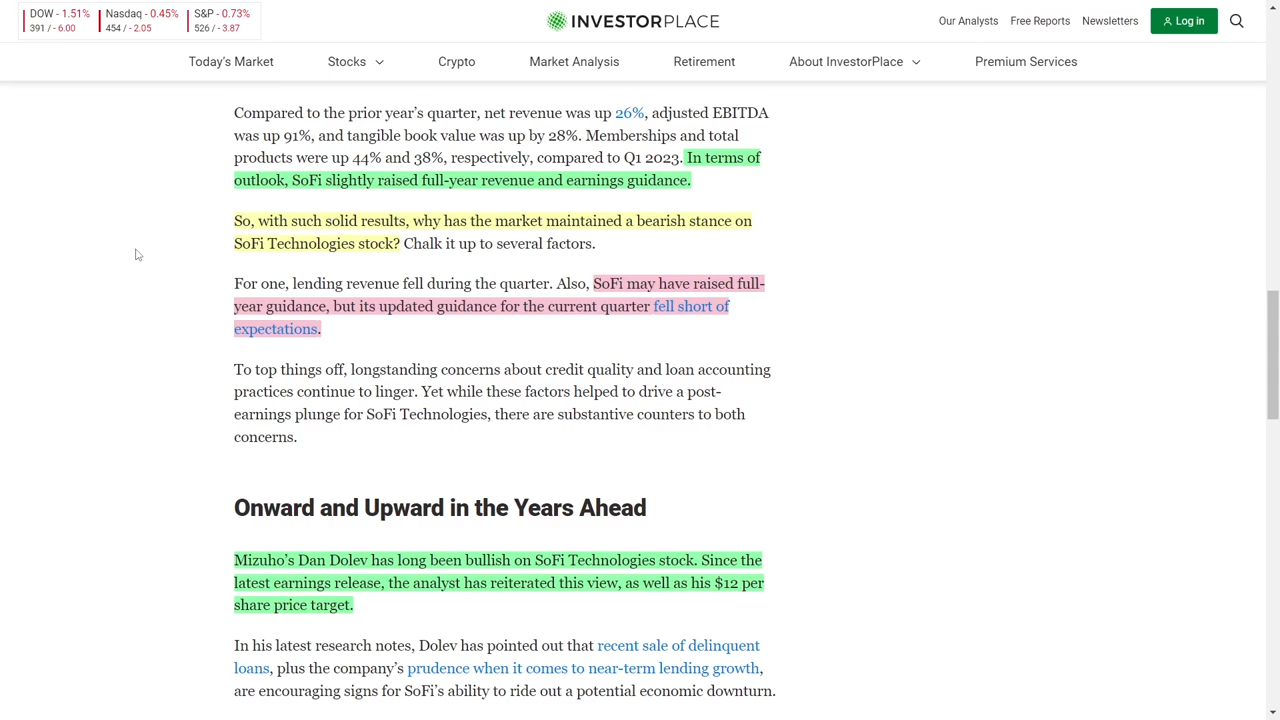 DOW - 1.51% Nasdaq - 0.45% S&P - 0.73%
391 / - 6.00 454 / - 2.05 526 / - 3.87
INVESTORPLACE
Our Analysts Free Reports Newsletters Log in
Today's Market Stocks Crypto Market Analysis Retirement About InvestorPlace Premium Services
Compared to the prior year's quarter, net revenue was up 26%, adjusted EBITDA
was up 91%, and tangible book value was up by 28%. Memberships and total
products were up 44% and 38%, respectively, compared to Q1 2023. In terms of
outlook, SoFi slightly raised full-year revenue and earnings guidance.
So, with such solid results, why has the market maintained a bearish stance on
SoFi Technologies stock? Chalk it up to several factors.
For one, lending revenue fell during the quarter. Also, SoFi may have raised full-
year guidance, but its updated guidance for the current quarter fell short of
expectations.
To top things off, longstanding concerns about credit quality and loan accounting
practices continue to linger. Yet while these factors helped to drive a post-
earnings plunge for SoFi Technologies, there are substantive counters to both
concerns.
Onward and Upward in the Years Ahead
Mizuho's Dan Dolev has long been bullish on SoFi Technologies stock. Since the
latest earnings release, the analyst has reiterated this view, as well as his $12 per
share price target.
In his latest research notes, Dolev has pointed out that recent sale of delinquent
loans, plus the company's prudence when it comes to near-term lending growth,
are encouraging signs for SoFi's ability to ride out a potential economic downturn.